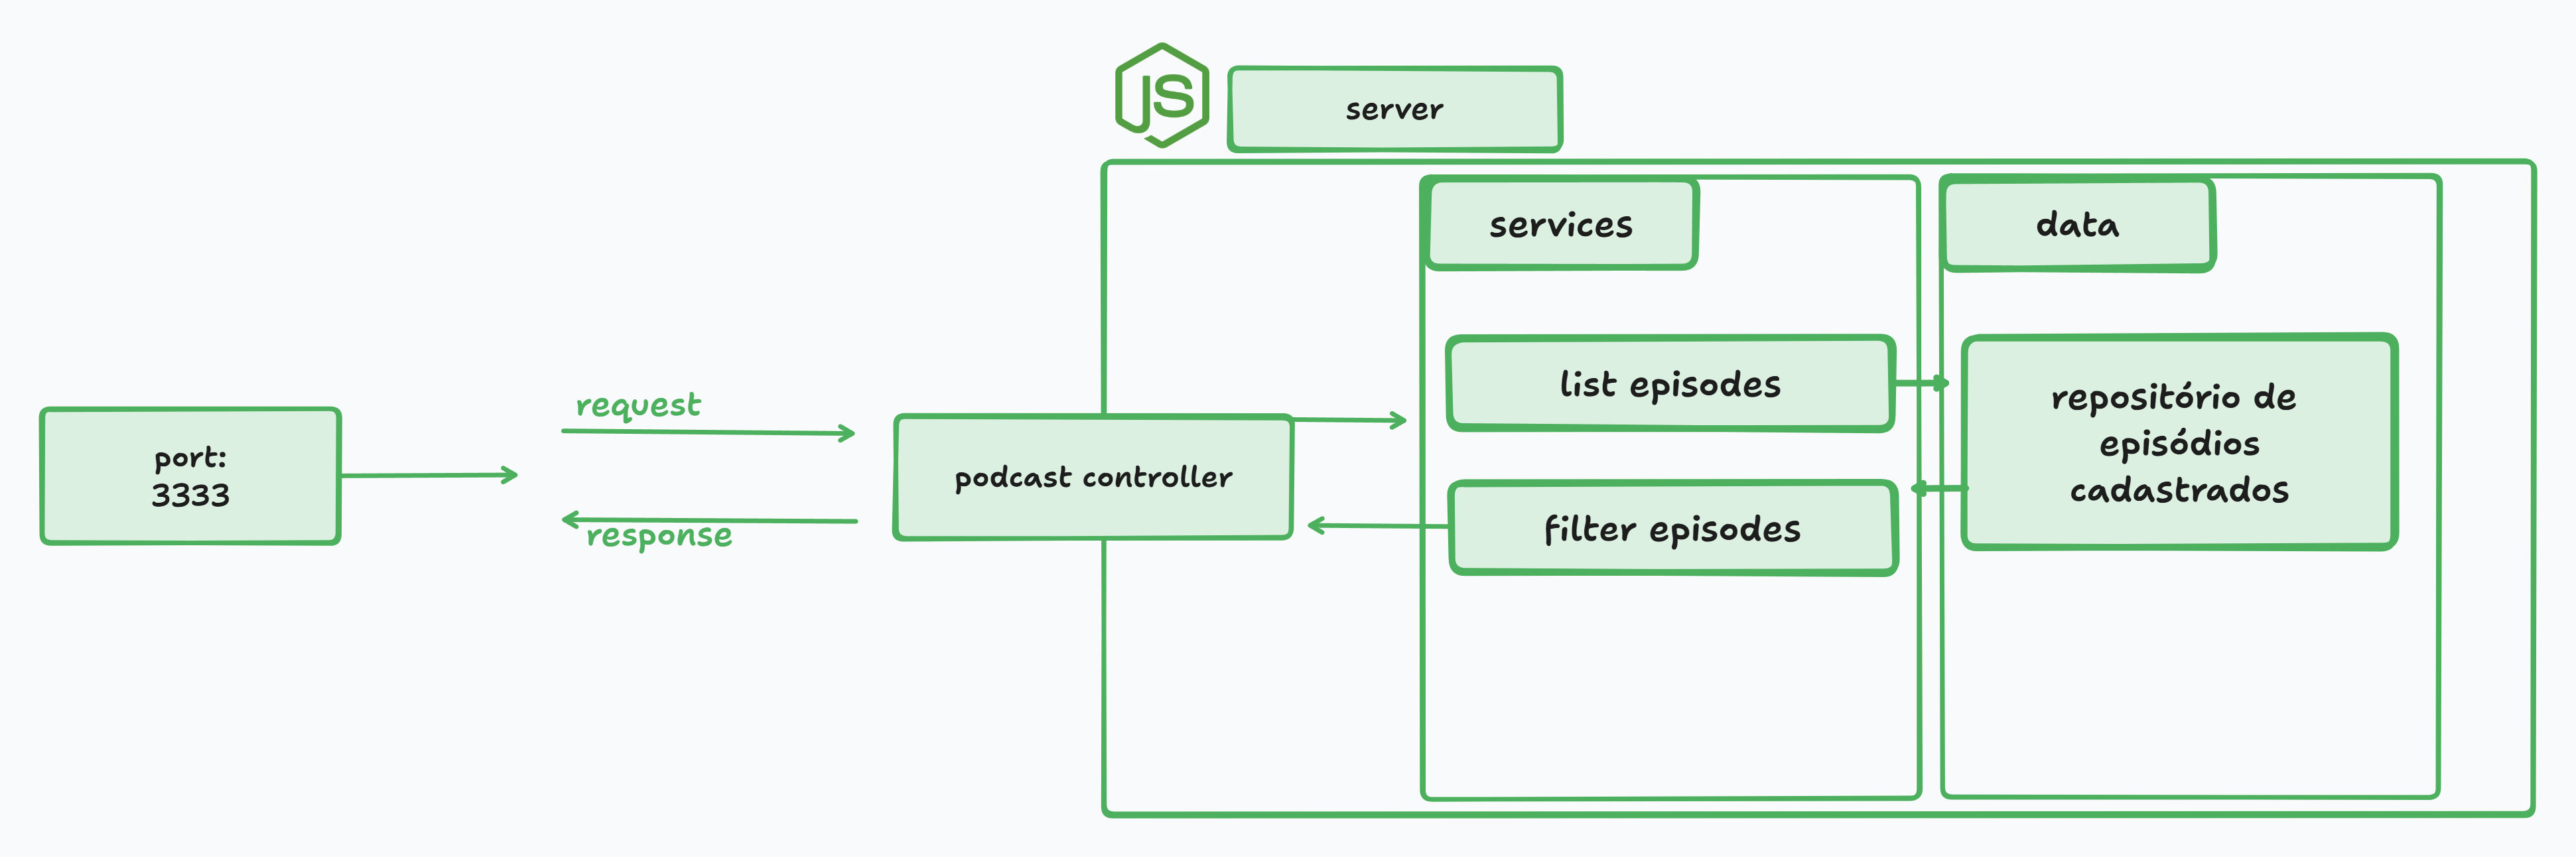 JS
server
services
data
list episodes
repositório de
episódios
cadastrados
request
port:
3333
podcast controller
filter episodes
response